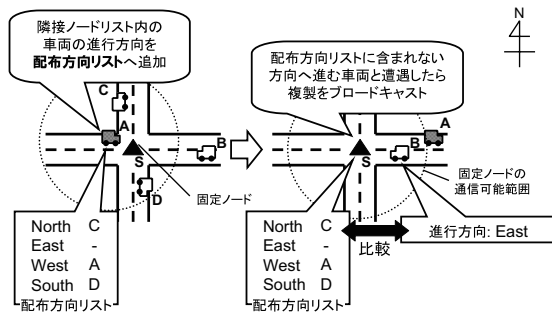 隣接ノードリスト内の
車両の進行方向を
配布方向リストへ追加
C
A
B
S
D
固定ノード
North C
East -
West A
South D
配布方向リスト
N
配布方向リストに含まれない
方向へ進む車両と遭遇したら
複製をブロードキャスト
A
B
S
固定ノードの
通信可能範囲
North C
East -
West A
South D
配布方向リスト
比較
進行方向: East